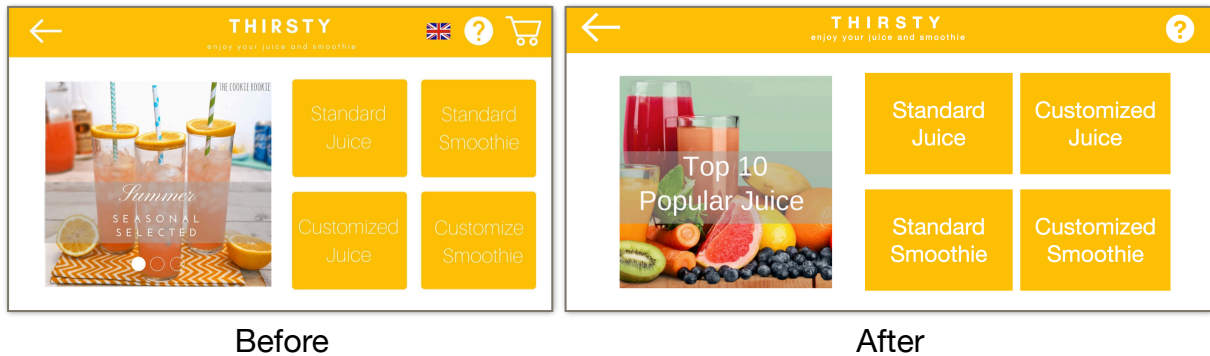 THIRSTY
enjoy your juice and smoothie
?
THE COOKIE ROOKIE
Summer
SEASONAL
SELECTED
Standard
Juice
Standard
Smoothie
Customized
Juice
Customize
Smoothie
Before
THIRSTY
enjoy your juice and smoothie
?
Top 10
Popular Juice
Standard
Juice
Customized
Juice
Standard
Smoothie
Customized
Smoothie
After